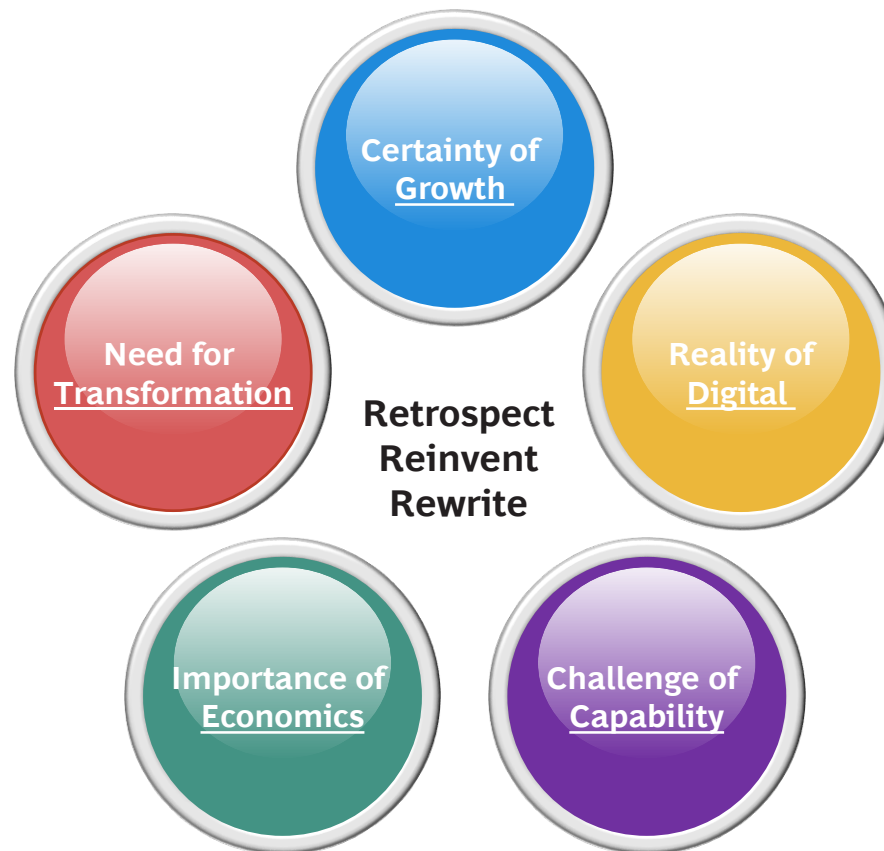 Certainty of
Growth
Need for
Transformation
Reality of
Digital
Retrospect
Reinvent
Rewrite
Importance of
Economics
Challenge of
Capability